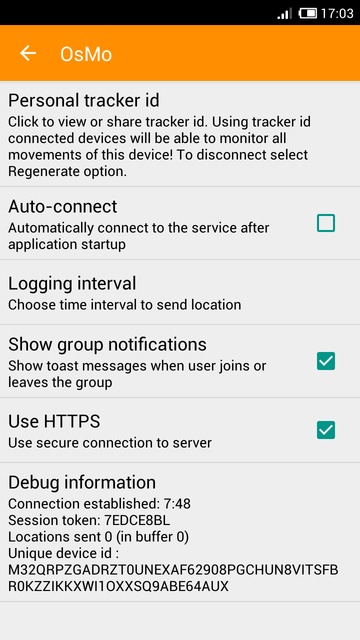 17:03
OsMo
Personal tracker id
Click to view or share tracker id. Using tracker id
connected devices will be able to monitor all
movements of this device! To disconnect select
Regenerate option.
Auto-connect
Automatically connect to the service after
application startup
Logging interval
Choose time interval to send location
Show group notifications
Show toast messages when user joins or
leaves the group
Use HTTPS
Use secure connection to server
Debug information
Connection established: 7:48
Session token: 7EDCE8BL
Locations sent 0 (in buffer 0)
Unique device id :
M32QRPZGADRZT0UNEXAF62908PGCHUN8VITSFB
R0KZZIKKXWI1OXXSQ9ABE64AUX